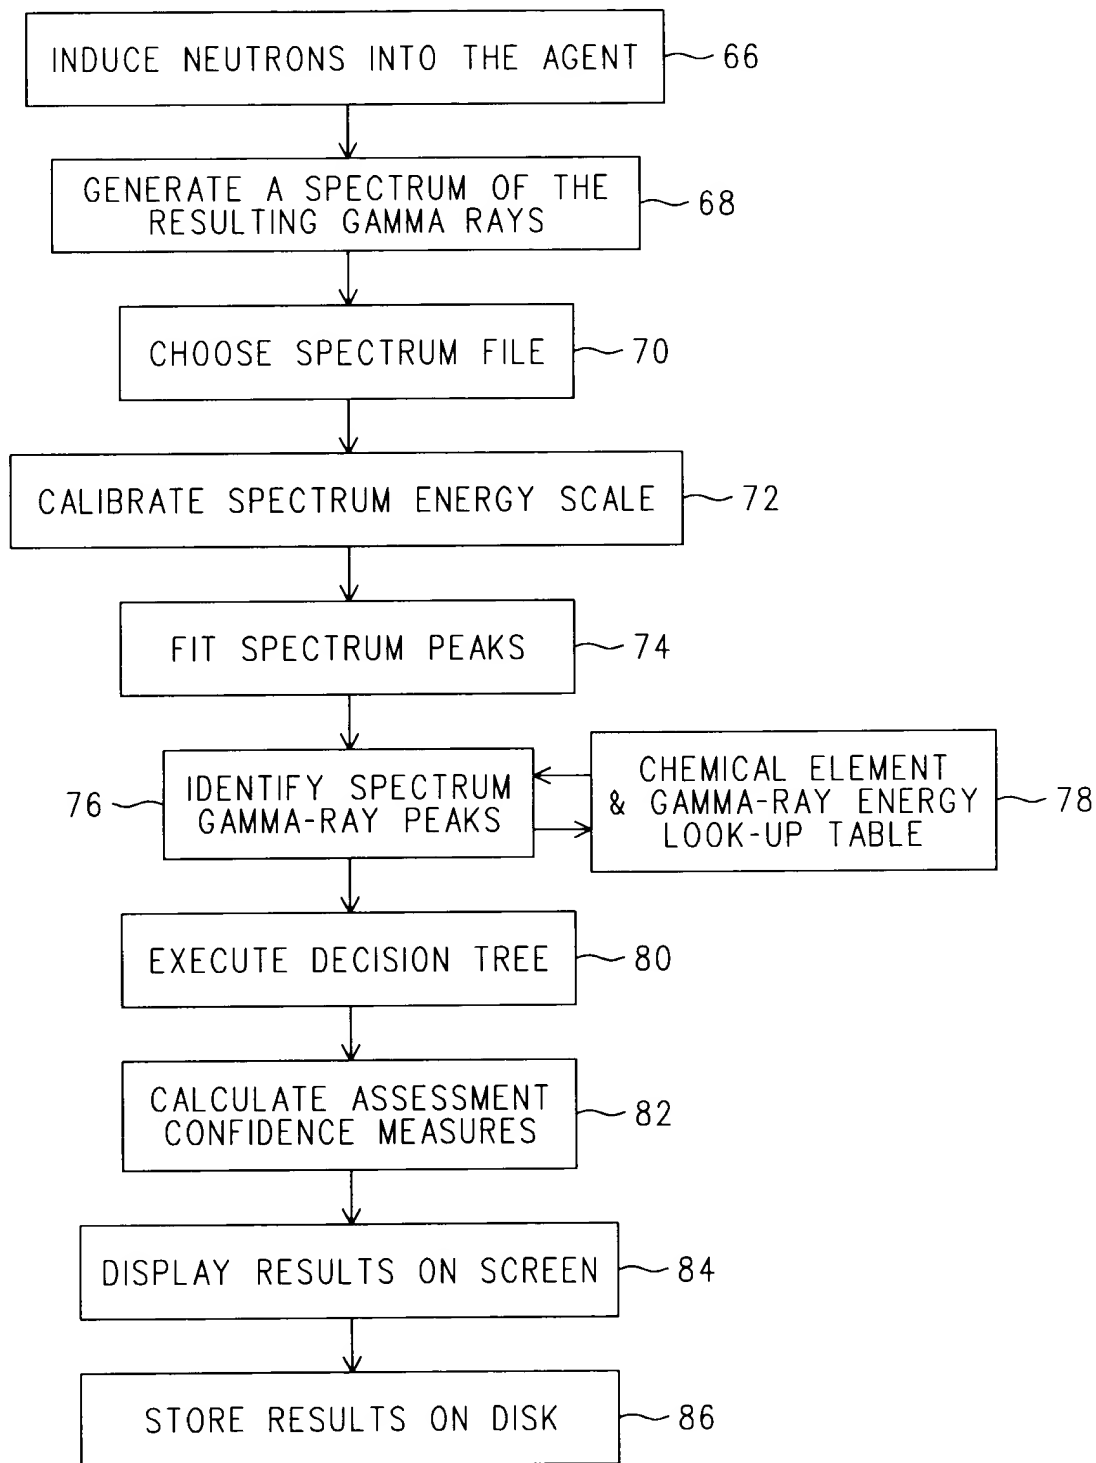 INDUCE NEUTRONS INTO THE AGENT
66
GENERATE A SPECTRUM OF THE
RESULTING GAMMA RAYS
68
CHOOSE SPECTRUM FILE
70
CALIBRATE SPECTRUM ENERGY SCALE
72
FIT SPECTRUM PEAKS
74
76
IDENTIFY SPECTRUM
GAMMA-RAY PEAKS
CHEMICAL ELEMENT
& GAMMA-RAY ENERGY
LOOK-UP TABLE
78
EXECUTE DECISION TREE
80
CALCULATE ASSESSMENT
CONFIDENCE MEASURES
82
DISPLAY RESULTS ON SCREEN
84
STORE RESULTS ON DISK
86